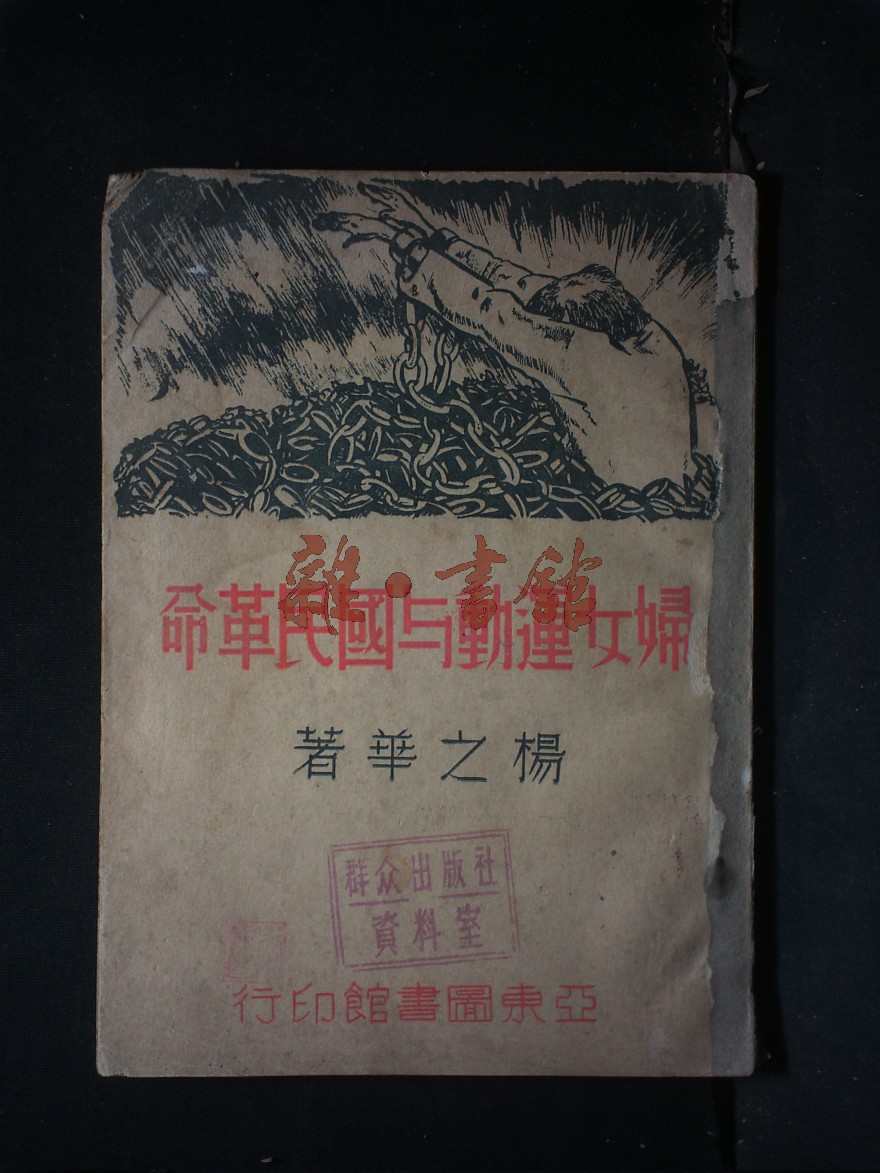 雜·書館
婦女運動与國民革命
楊之華著
群众出版社
資料室
亞東圖書館印行